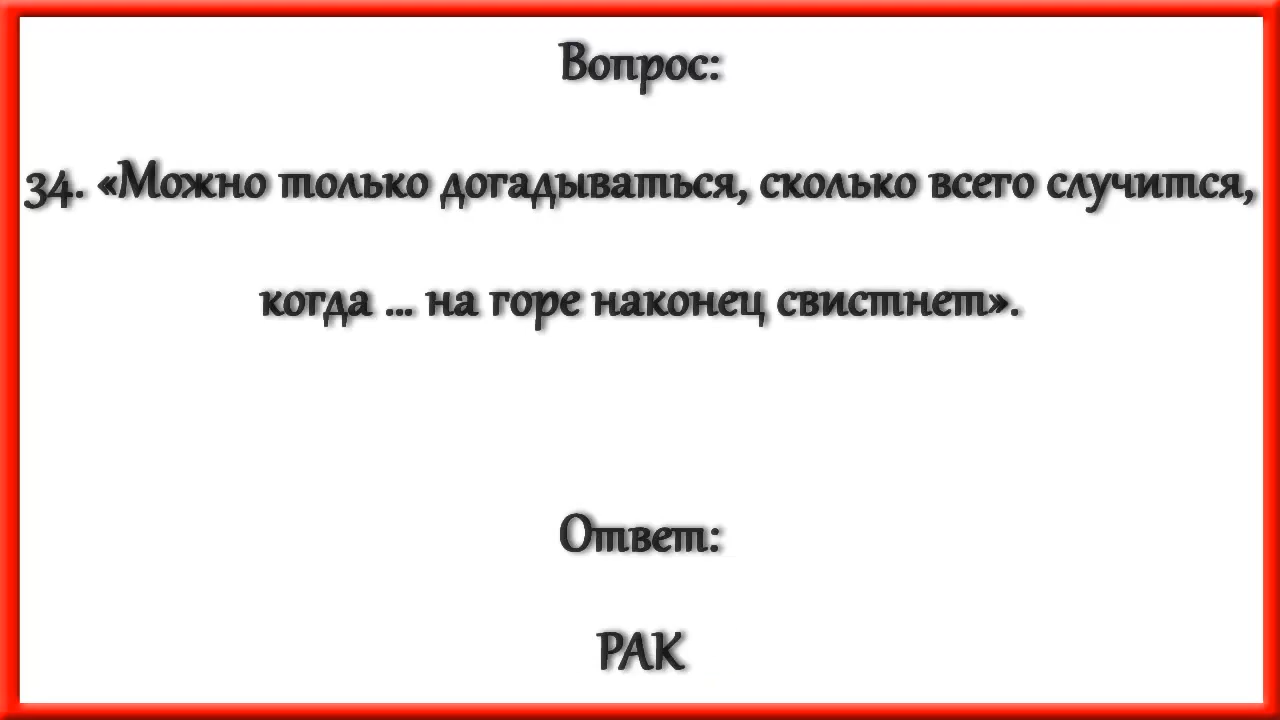 Вопрос:
34. «Можно только догадываться, сколько всего случится,
когда ... на горе наконец свистнет».
Ответ:
РАК